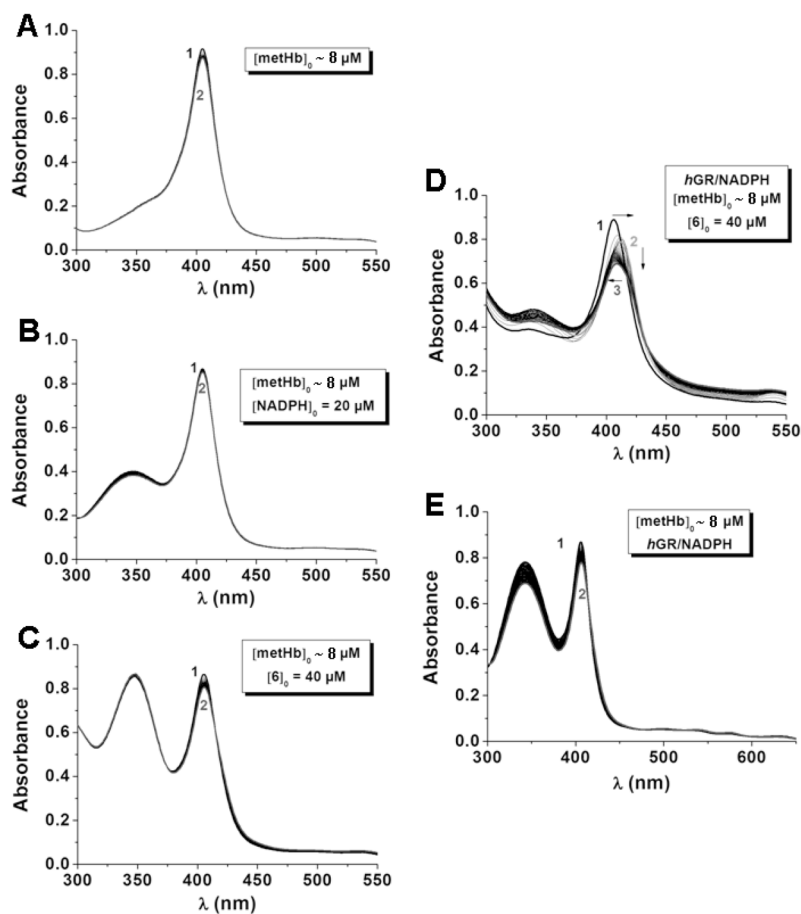 A
1.0
0.8
0.6
0.4
0.2
0.0
Absorbance
1
2
[metHb]₀ ~ 8 µM
300 350 400 450 500 550
λ (nm)
B
1.0
0.8
0.6
0.4
0.2
0.0
Absorbance
1
2
[metHb]₀ ~ 8 µM
[NADPH]₀ = 20 µM
300 350 400 450 500 550
λ (nm)
C
1.0
0.8
0.6
0.4
0.2
0.0
Absorbance
1
2
[metHb]₀ ~ 8 µM
[6]₀ = 40 µM
300 350 400 450 500 550
λ (nm)
D
1.0
0.8
0.6
0.4
0.2
0.0
Absorbance
1
2
3
hGR/NADPH
[metHb]₀ ~ 8 µM
[6]₀ = 40 µM
300 350 400 450 500 550
λ (nm)
E
1.0
0.8
0.6
0.4
0.2
0.0
Absorbance
1
2
[metHb]₀ ~ 8 µM
hGR/NADPH
300 400 500 600
λ (nm)